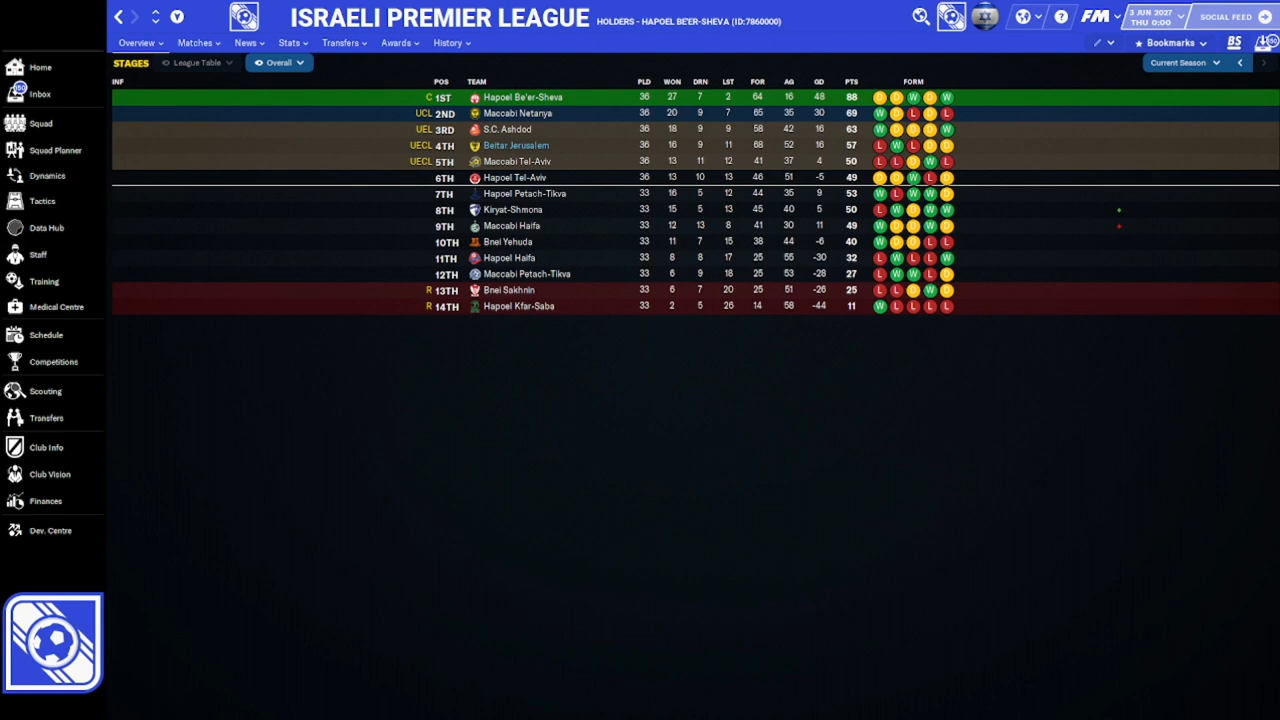 ISRAELI PREMIER LEAGUE HOLDERS - HAPOEL BE'ER-SHEVA (ID:7860000) FM 3 JUN 2027 THU 0:00 SOCIAL FEED
Overview Matches News Stats Transfers Awards History Bookmarks BS 150
STAGES League Table Overall Current Season
INF POS TEAM PLD WON DRN LST FOR AG GD PTS FORM
C 1ST Hapoel Be'er-Sheva 36 27 7 2 64 16 48 88 D D W D W
UCL 2ND Maccabi Netanya 36 20 9 7 65 35 30 69 W D L D L
UEL 3RD S.C. Ashdod 36 18 9 9 58 42 16 63 W D D D W
UECL 4TH Beitar Jerusalem 36 16 9 11 68 52 16 57 L W L D D
UECL 5TH Maccabi Tel-Aviv 36 13 11 12 41 37 4 50 L L D W L
6TH Hapoel Tel-Aviv 36 13 10 13 46 51 -5 49 D D W L D
7TH Hapoel Petach-Tikva 33 16 5 12 44 35 9 53 W L W W D
8TH Kiryat-Shmona 33 15 5 13 45 40 5 50 L W D W W
9TH Maccabi Haifa 33 12 13 8 41 30 11 49 W D D W D
10TH Bnei Yehuda 33 11 7 15 38 44 -6 40 W D D L L
11TH Hapoel Haifa 33 8 8 17 25 55 -30 32 L W L W L
12TH Maccabi Petach-Tikva 33 6 9 18 25 53 -28 27 L W W L D
R 13TH Bnei Sakhnin 33 6 7 20 25 51 -26 25 L L D W D
R 14TH Hapoel Kfar-Saba 33 2 5 26 14 58 -44 11 W L L L L
Home
150
Inbox
Squad
Squad Planner
Dynamics
Tactics
Data Hub
Staff
Training
Medical Centre
Schedule
Competitions
Scouting
Transfers
Club Info
Club Vision
Finances
Dev. Centre